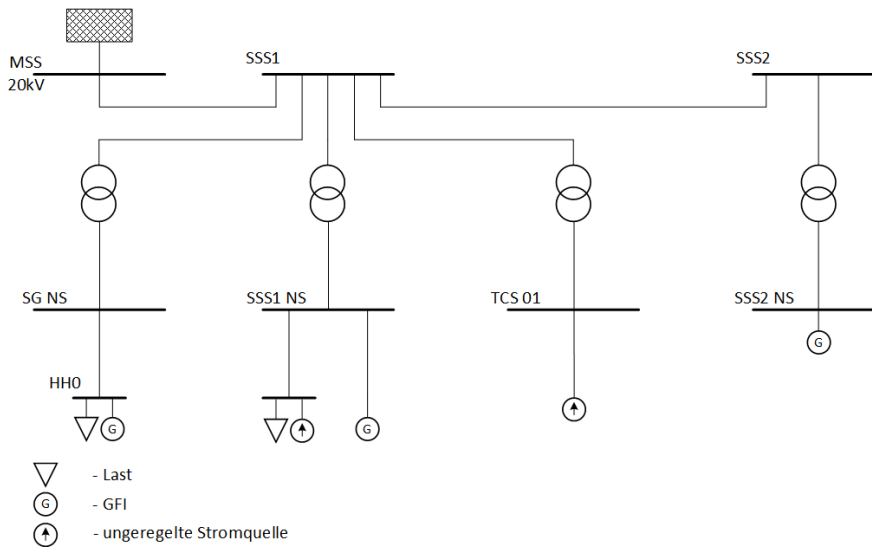 MSS
20kV
SSS1
SSS2
SG NS
SSS1 NS
TCS 01
SSS2 NS
G
HH0
G
G
G
- Last
- GFI
- ungeregelte Stromquelle